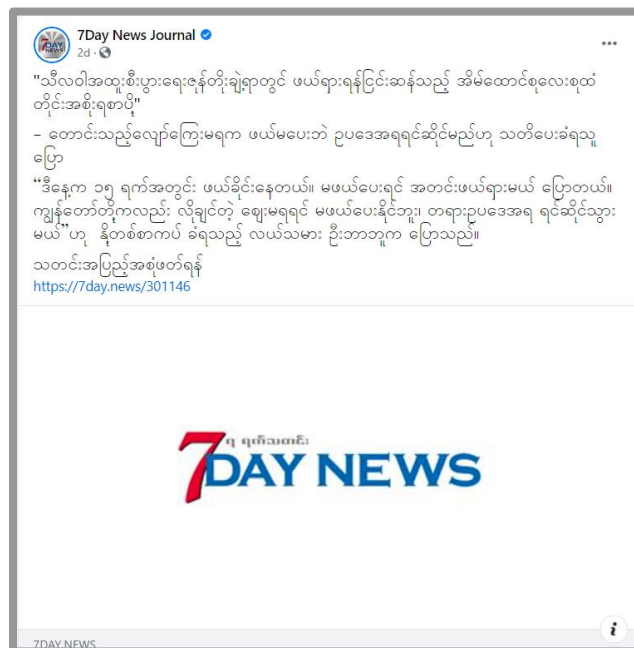 7Day News Journal
2d ·
"သီလဝါအထူးစီးပွားရေးဇုန်တိုးချဲ့ရာတွင် ဖယ်ရှားရန်ငြင်းဆန်သည့် အိမ်ထောင်စုလေးစုထံ
တိုင်းအစိုးရစာပို့"
– တောင်းသည့်လျော်ကြေးမရက ဖယ်မပေးဘဲ ဥပဒေအရရင်ဆိုင်မည်ဟု သတိပေးခံရသူ
ပြော
"ဒီနေ့က ၁၅ ရက်အတွင်း ဖယ်ခိုင်းနေတယ်။ မဖယ်ပေးရင် အတင်းဖယ်ရှားမယ် ပြောတယ်။
ကျွန်တော်တို့ကလည်း လိုချင်တဲ့ ဈေးမရရင် မဖယ်ပေးနိုင်ဘူး၊ တရားဥပဒေအရ ရင်ဆိုင်သွား
မယ်"ဟု နို့တစ်စာကပ် ခံရသည့် လယ်သမား ဦးဘာဘူက ပြောသည်။
သတင်းအပြည့်အစုံဖတ်ရန်
https://7day.news/301146
၇ ရက်သတင်း
7DAY NEWS
7DAY NEWS